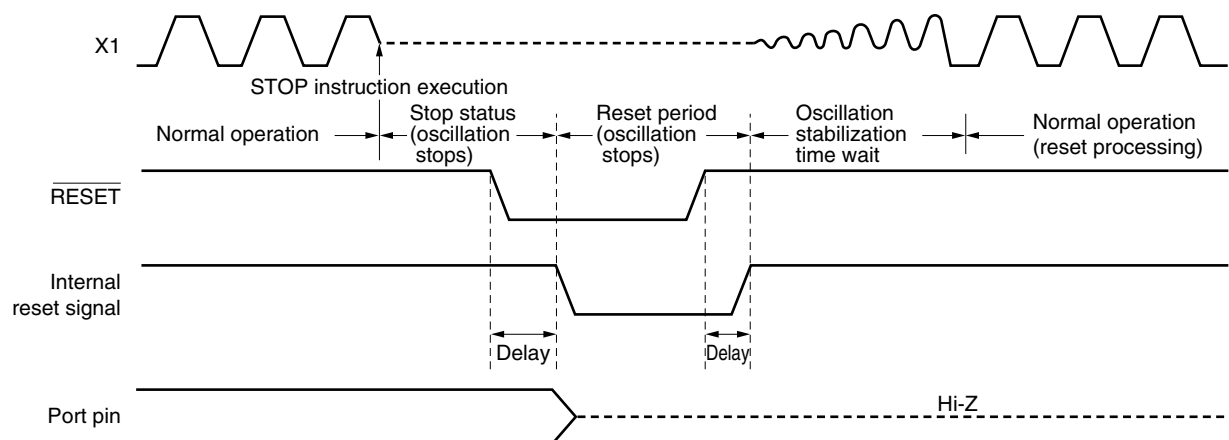 X1
STOP instruction execution
Normal operation
Stop status
(oscillation
stops)
Reset period
(oscillation
stops)
Oscillation
stabilization
time wait
Normal operation
(reset processing)
RESET
Internal
reset signal
Delay
Delay
Port pin
Hi-Z